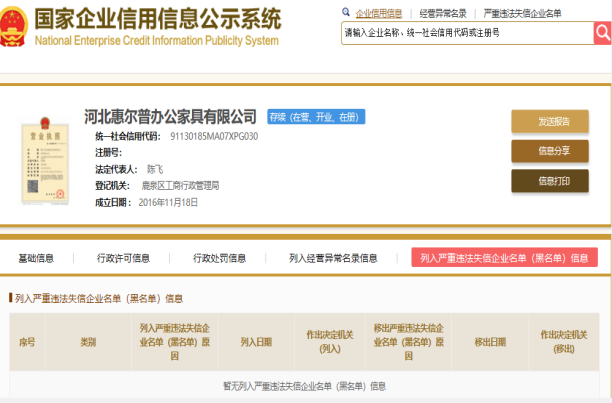 国家企业信用信息公示系统
National Enterprise Credit Information Publicity System
企业信用信息 | 经营异常名录 | 严重违法失信企业名单
请输入企业名称、统一社会信用代码或注册号
营业执照
河北惠尔普办公家具有限公司 存续（在营、开业、在册）
统一社会信用代码： 91130185MA07XPG030
注册号：
法定代表人： 陈飞
登记机关： 鹿泉区工商行政管理局
成立日期： 2016年11月18日
发送报告
信息分享
信息打印
基础信息 | 行政许可信息 | 行政处罚信息 | 列入经营异常名录信息 | 列入严重违法失信企业名单（黑名单）信息
列入严重违法失信企业名单（黑名单）信息
序号 类别 列入严重违法失信企业名单（黑名单）原因 列入日期 作出决定机关(列入) 移出严重违法失信企业名单（黑名单）原因 移出日期 作出决定机关(移出)
暂无列入严重违法失信企业名单（黑名单）信息